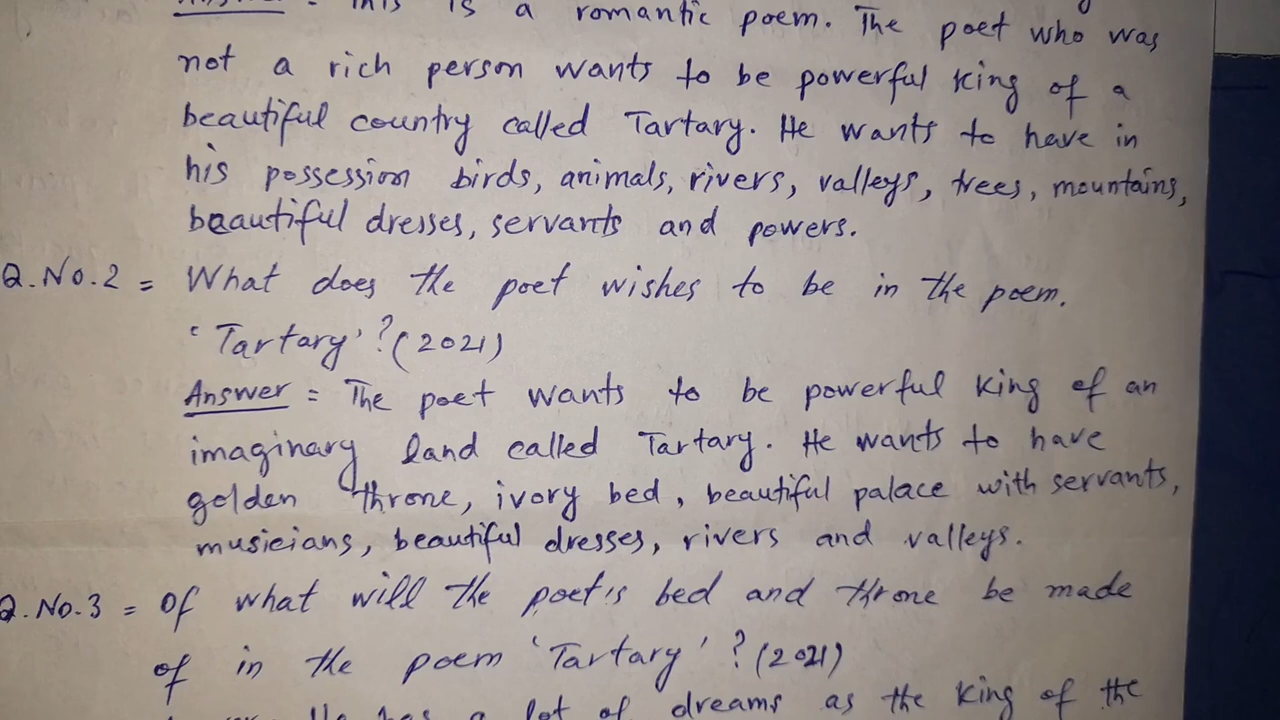 Answer = This is a romantic poem. The poet who was
not a rich person wants to be powerful king of a
beautiful country called Tartary. He wants to have in
his possession birds, animals, rivers, valleys, trees, mountains,
beautiful dresses, servants and powers.
Q.No.2 = What does the poet wishes to be in the poem.
'Tartary'? (2021)
Answer = The poet wants to be powerful king of an
imaginary land called Tartary. He wants to have
golden throne, ivory bed, beautiful palace with servants,
musicians, beautiful dresses, rivers and valleys.
Q.No.3 = Of what will the poet's bed and throne be made
of in the poem 'Tartary'? (2021)
He has a lot of dreams as the king of the